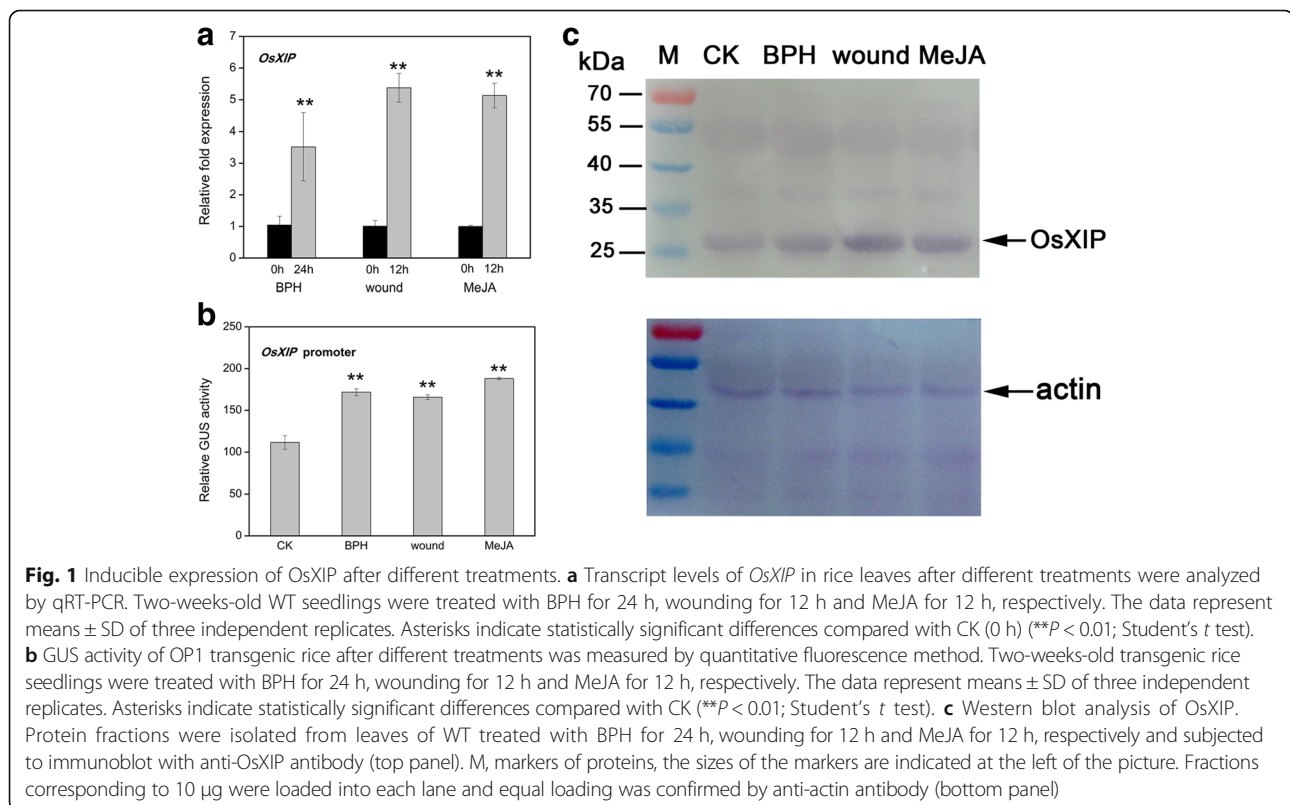 a
OsXIP
Relative fold expression
7
6
5
4
3
2
1
0
**
**
**
0h 24h 0h 12h 0h 12h
BPH wound MeJA
b
OsXIP promoter
Relative GUS activity
250
200
150
100
50
0
**
**
**
CK BPH wound MeJA
c
kDa M CK BPH wound MeJA
70
55
40
35
25
OsXIP
actin
Fig. 1 Inducible expression of OsXIP after different treatments. a Transcript levels of OsXIP in rice leaves after different treatments were analyzed
by qRT-PCR. Two-weeks-old WT seedlings were treated with BPH for 24 h, wounding for 12 h and MeJA for 12 h, respectively. The data represent
means ± SD of three independent replicates. Asterisks indicate statistically significant differences compared with CK (0 h) (**P < 0.01; Student's t test).
b GUS activity of OP1 transgenic rice after different treatments was measured by quantitative fluorescence method. Two-weeks-old transgenic rice
seedlings were treated with BPH for 24 h, wounding for 12 h and MeJA for 12 h, respectively. The data represent means ± SD of three independent
replicates. Asterisks indicate statistically significant differences compared with CK (**P < 0.01; Student's t test). c Western blot analysis of OsXIP.
Protein fractions were isolated from leaves of WT treated with BPH for 24 h, wounding for 12 h and MeJA for 12 h, respectively and subjected
to immunoblot with anti-OsXIP antibody (top panel). M, markers of proteins, the sizes of the markers are indicated at the left of the picture. Fractions
corresponding to 10 μg were loaded into each lane and equal loading was confirmed by anti-actin antibody (bottom panel)